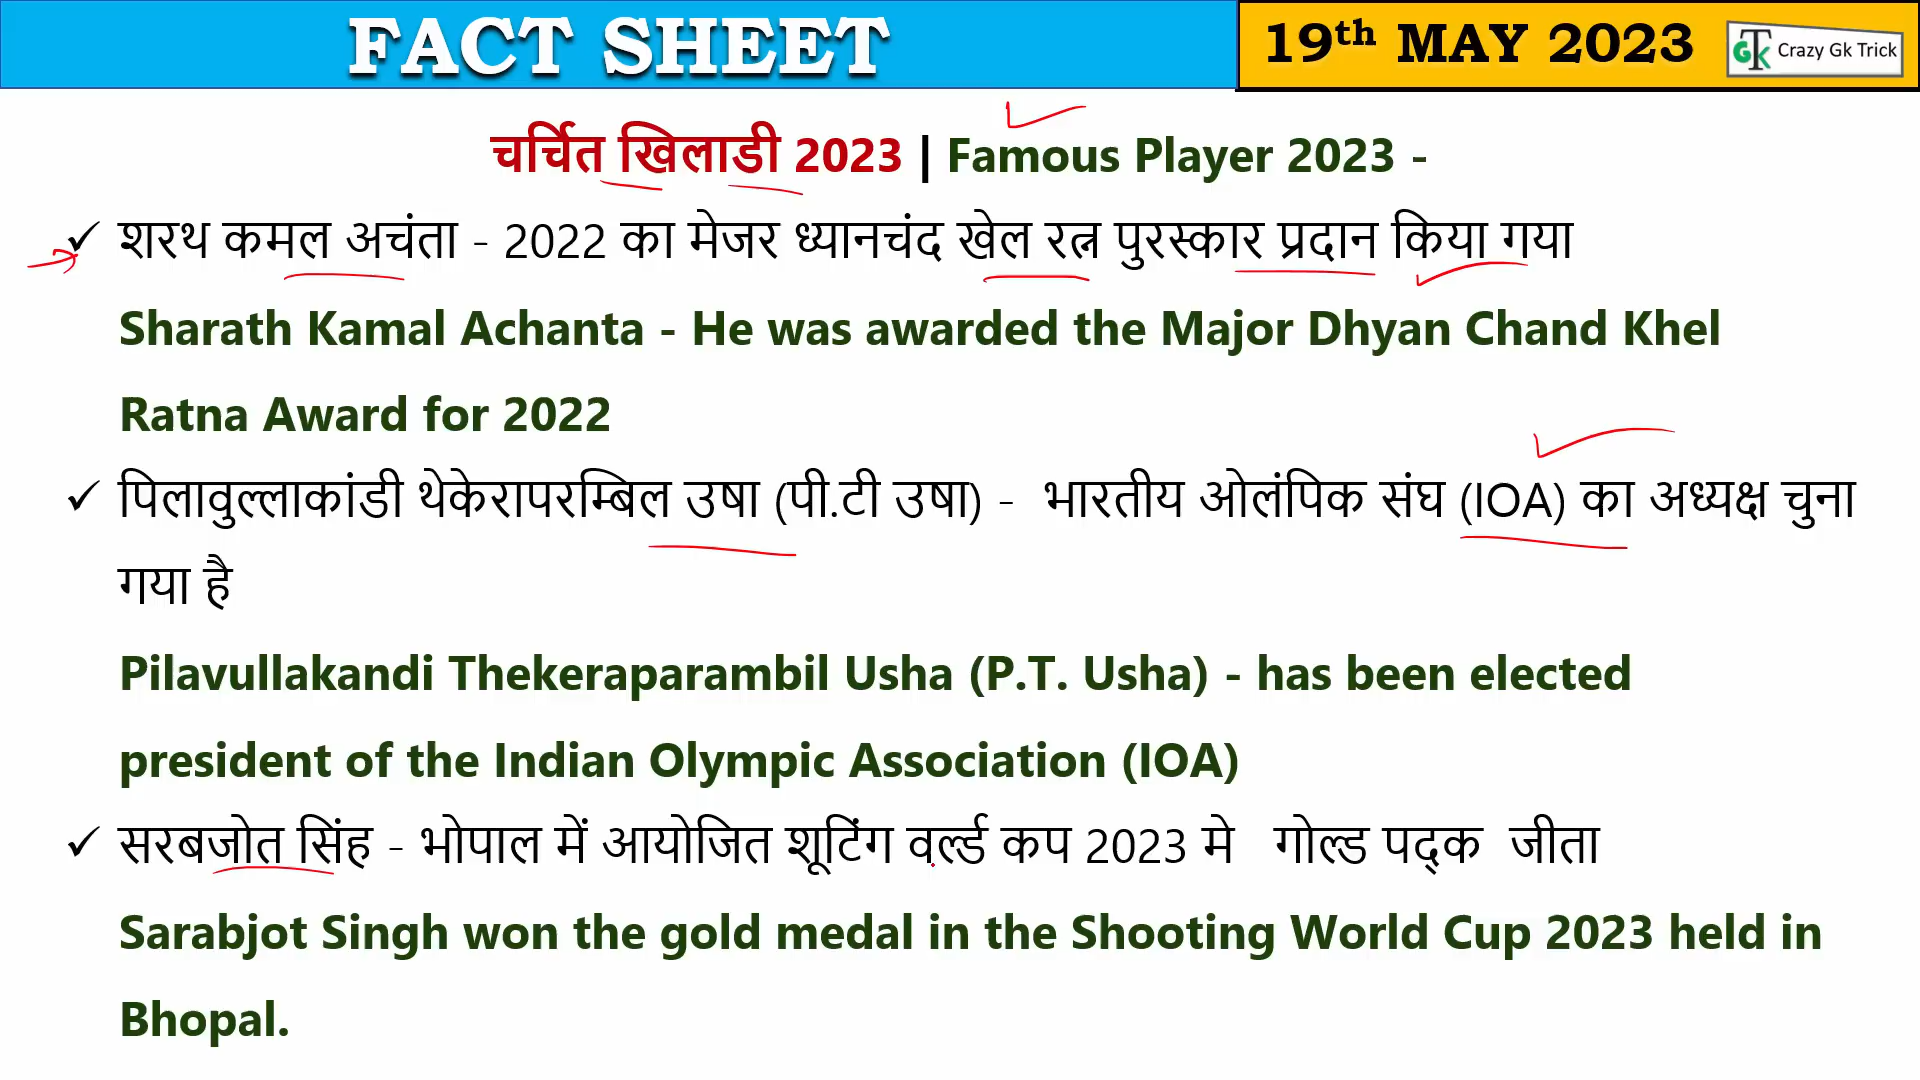 FACT SHEET
19th MAY 2023
GTK Crazy Gk Trick
चर्चित खिलाडी 2023 | Famous Player 2023 -
✓ शरथ कमल अचंता - 2022 का मेजर ध्यानचंद खेल रत्न पुरस्कार प्रदान किया गया
Sharath Kamal Achanta - He was awarded the Major Dhyan Chand Khel
Ratna Award for 2022
✓ पिलावुल्लाकांडी थेकेरापरम्बिल उषा (पी.टी उषा) - भारतीय ओलंपिक संघ (IOA) का अध्यक्ष चुना
गया है
Pilavullakandi Thekeraparambil Usha (P.T. Usha) - has been elected
president of the Indian Olympic Association (IOA)
✓ सरबजोत सिंह - भोपाल में आयोजित शूटिंग वर्ल्ड कप 2023 मे गोल्ड पद्क जीता
Sarabjot Singh won the gold medal in the Shooting World Cup 2023 held in
Bhopal.